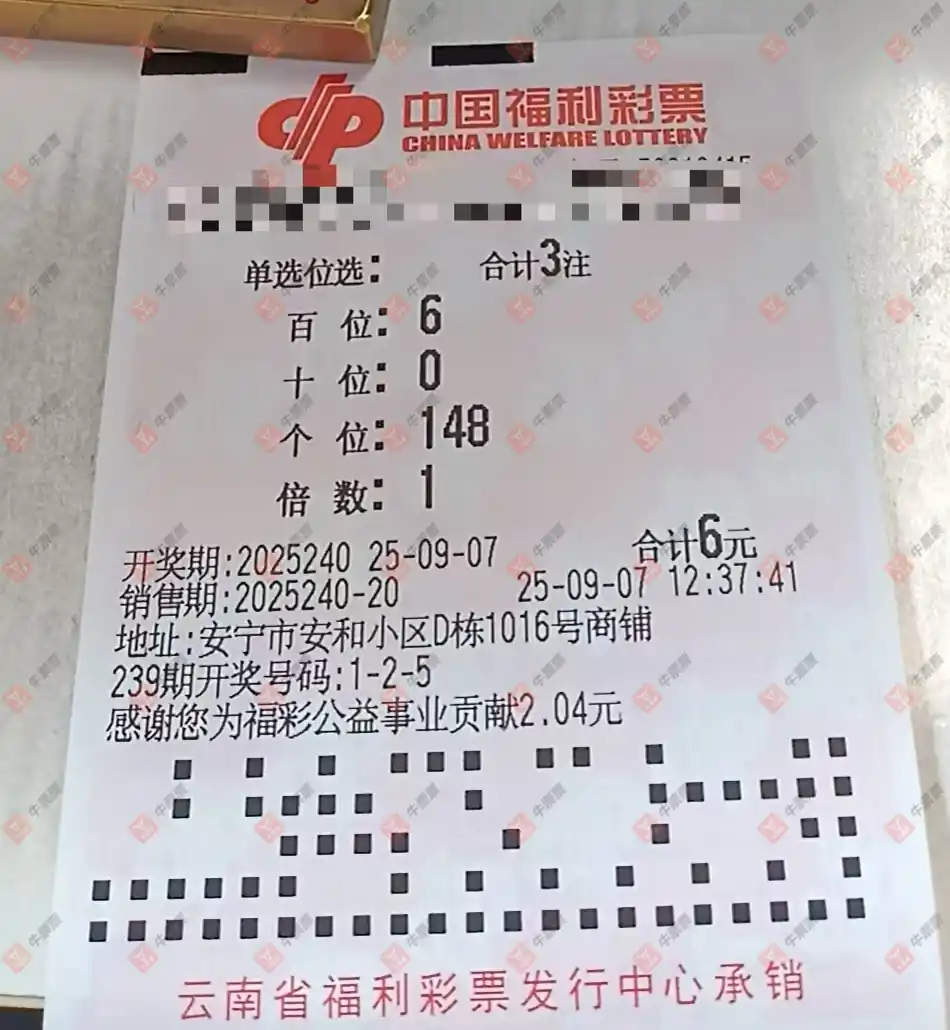 中国福利彩票
CHINA WELFARE LOTTERY
单选位选: 合计3注
百 位: 6
十 位: 0
个 位: 148
倍 数: 1
合计6元
开奖期:2025240 25-09-07
销售期:2025240-20 25-09-07 12:37:41
地址:安宁市安和小区D栋1016号商铺
239期开奖号码:1-2-5
感谢您为福彩公益事业贡献2.04元
云南省福利彩票发行中心承销